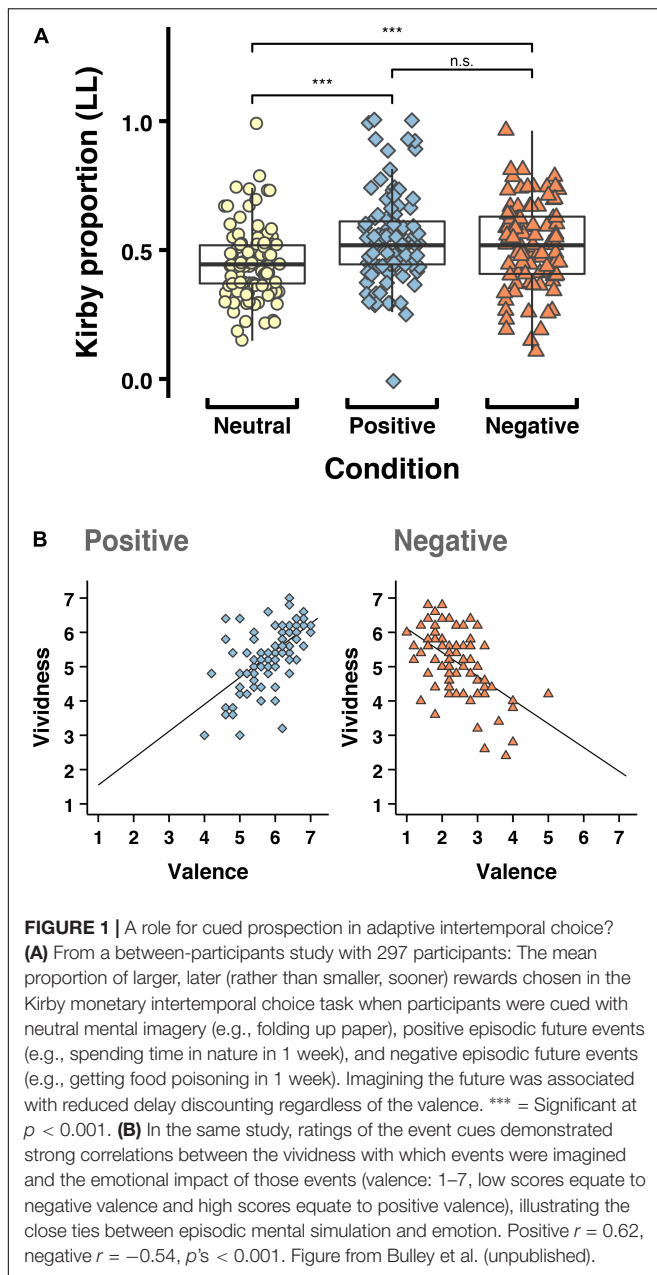 A
***
n.s.
***
Kirby proportion (LL)
1.0
0.5
0.0
Neutral Positive Negative
Condition
B Positive Negative
Vividness
7
6
5
4
3
2
1
1 2 3 4 5 6 7
Valence
Vividness
7
6
5
4
3
2
1
1 2 3 4 5 6 7
Valence
FIGURE 1 | A role for cued prospection in adaptive intertemporal choice?
(A) From a between-participants study with 297 participants: The mean
proportion of larger, later (rather than smaller, sooner) rewards chosen in the
Kirby monetary intertemporal choice task when participants were cued with
neutral mental imagery (e.g., folding up paper), positive episodic future events
(e.g., spending time in nature in 1 week), and negative episodic future events
(e.g., getting food poisoning in 1 week). Imagining the future was associated
with reduced delay discounting regardless of the valence. *** = Significant at
p < 0.001. (B) In the same study, ratings of the event cues demonstrated
strong correlations between the vividness with which events were imagined
and the emotional impact of those events (valence: 1–7, low scores equate to
negative valence and high scores equate to positive valence), illustrating the
close ties between episodic mental simulation and emotion. Positive r = 0.62,
negative r = −0.54, p's < 0.001. Figure from Bulley et al. (unpublished).